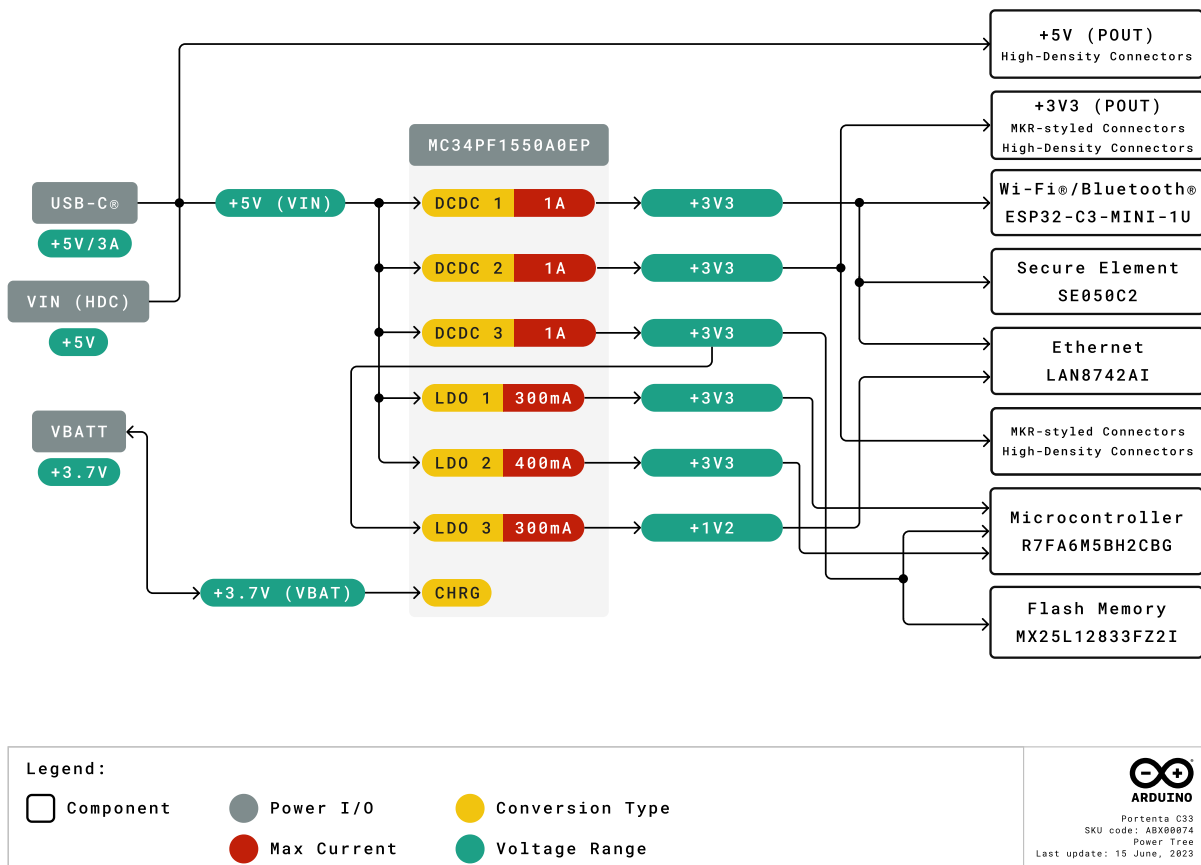 +5V (POUT)
High-Density Connectors
+3V3 (POUT)
MKR-styled Connectors
High-Density Connectors
MC34PF1550A0EP
USB-C®
+5V/3A
+5V (VIN)
DCDC 1 1A
+3V3
Wi-Fi®/Bluetooth®
ESP32-C3-MINI-1U
DCDC 2 1A
+3V3
Secure Element
SE050C2
VIN (HDC)
+5V
DCDC 3 1A
+3V3
Ethernet
LAN8742AI
LDO 1 300mA
+3V3
VBATT
+3.7V
MKR-styled Connectors
High-Density Connectors
LDO 2 400mA
+3V3
LDO 3 300mA
+1V2
Microcontroller
R7FA6M5BH2CBG
+3.7V (VBAT)
CHRG
Flash Memory
MX25L12833FZ2I
Legend:
Component
Power I/O
Conversion Type
Max Current
Voltage Range
ARDUINO
Portenta C33
SKU code: ABX00074
Power Tree
Last update: 15 June, 2023